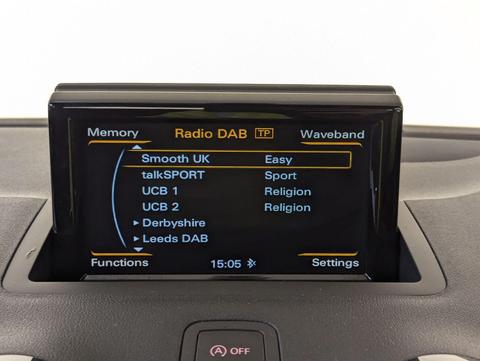 Memory Radio DAB TP Waveband
Smooth UK Easy
talkSPORT Sport
UCB 1 Religion
UCB 2 Religion
Derbyshire
Leeds DAB
Functions 15:05 Settings
A OFF